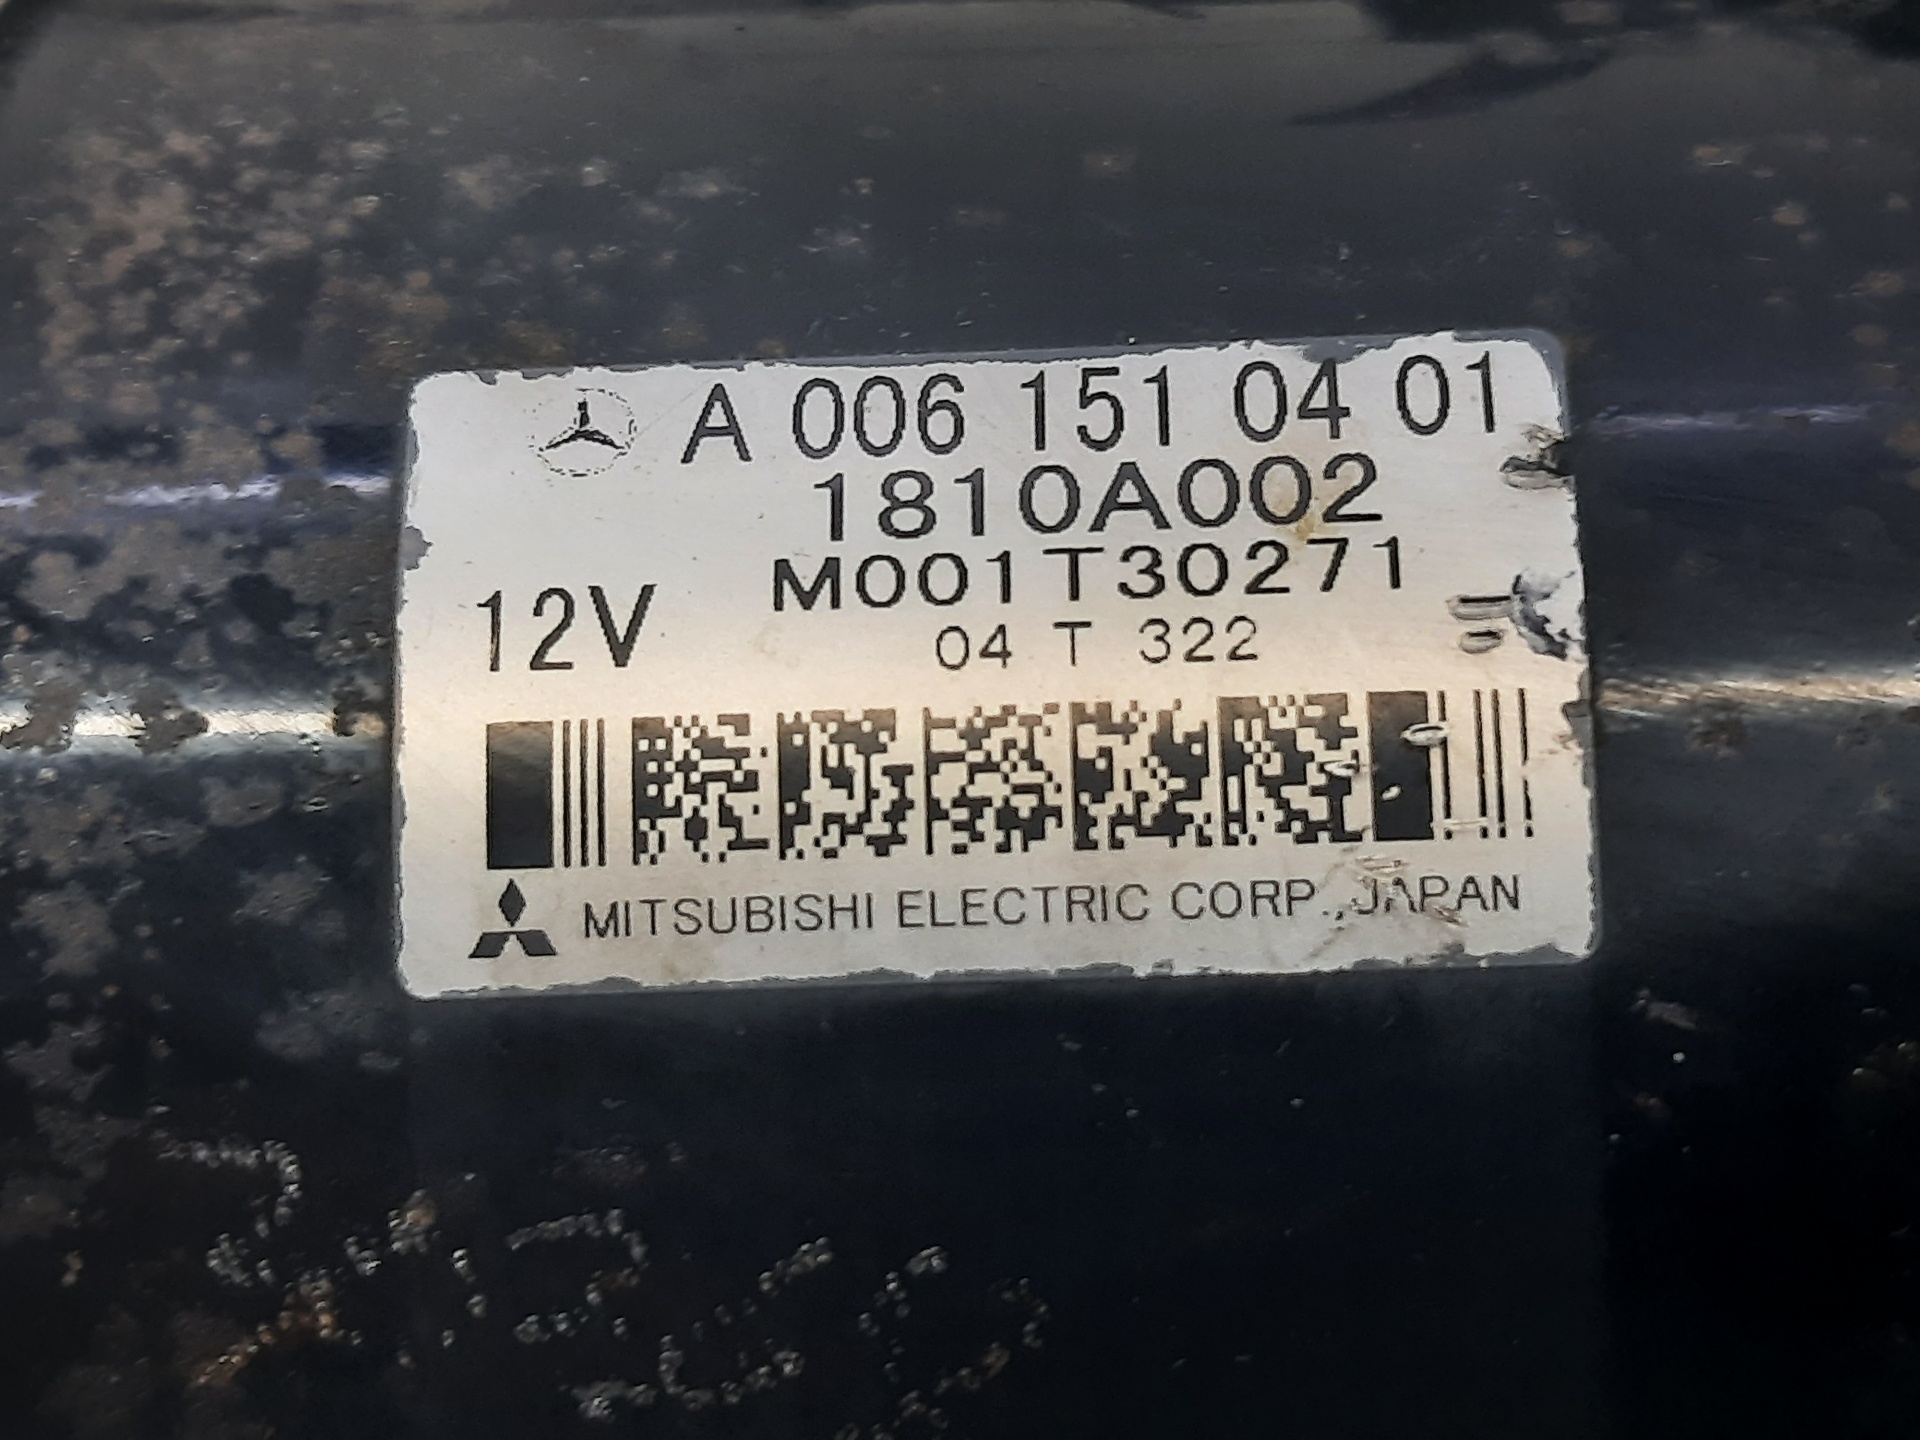 A 006 151 04 01
1810A002
M001T30271
12V
04 T 322
MITSUBISHI ELECTRIC CORP., JAPAN